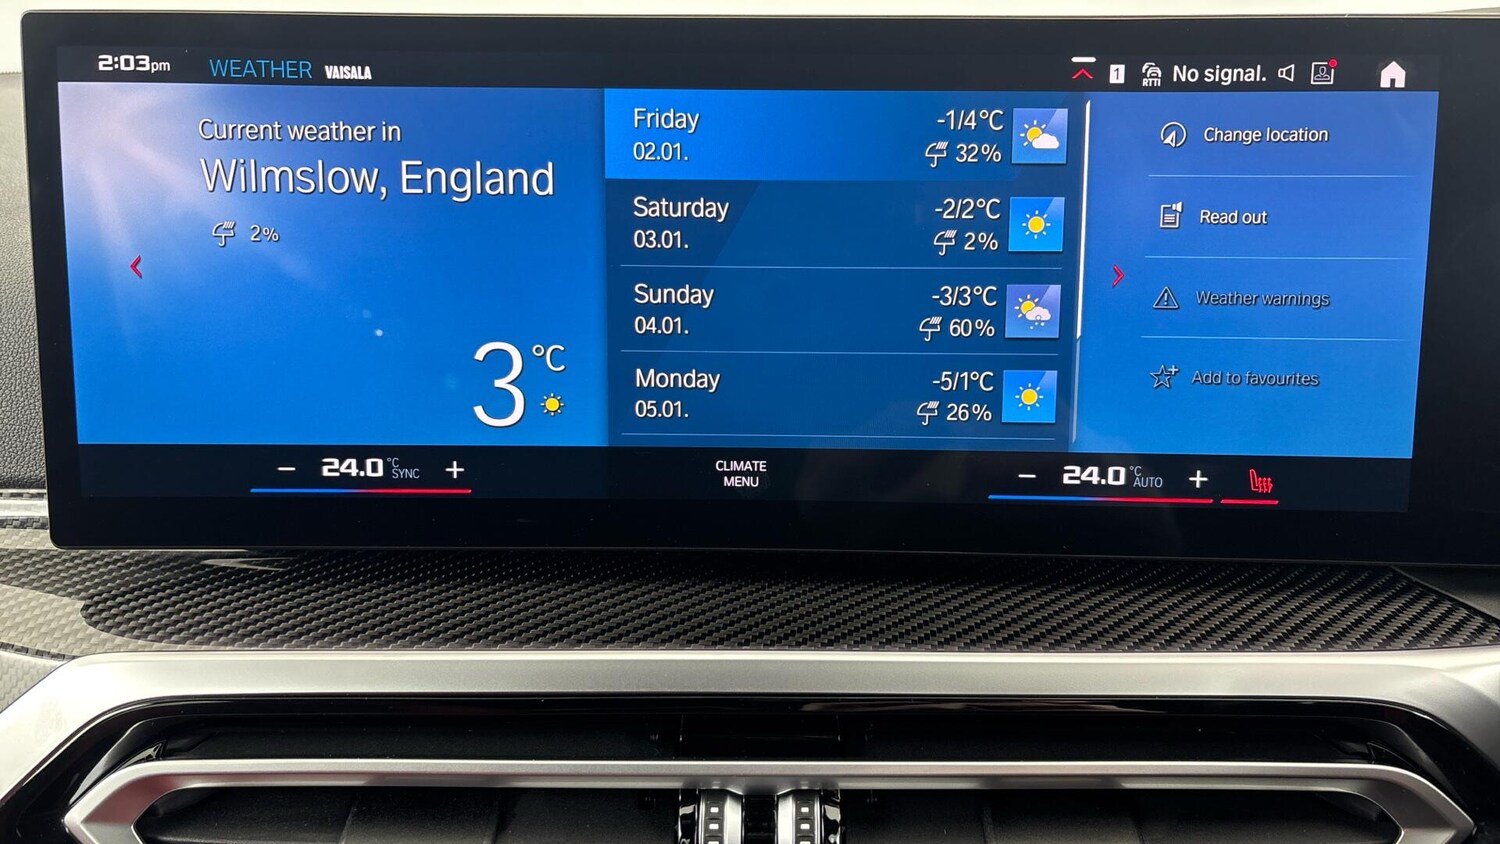 2:03pm WEATHER VAISALA
1 RTTI No signal.
Current weather in
Wilmslow, England
2%
3°C
Friday -1/4°C
02.01. 32%
Saturday -2/2°C
03.01. 2%
Sunday -3/3°C
04.01. 60%
Monday -5/1°C
05.01. 26%
Change location
Read out
Weather warnings
Add to favourites
− 24.0 °C SYNC +
CLIMATE
MENU
− 24.0 °C AUTO +